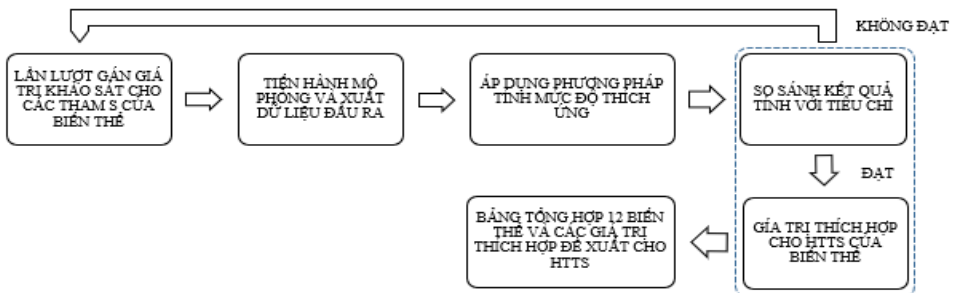 KHÔNG ĐẠT
LẦN LƯỢT GÁN GIÁ
TRỊ KHẢO SÁT CHO
CÁC THAM S CỦA
BIẾN THỂ
TIẾN HÀNH MÔ
PHỎNG VÀ XUẤT
DỮ LIỆU ĐẦU RA
ÁP DỤNG PHƯƠNG PHÁP
TÍNH MỨC ĐỘ THÍCH
ỨNG
SO SÁNH KẾT QUẢ
TÍNH VỚI TIÊU CHÍ
ĐẠT
GÍA TRỊ THÍCH HỢP
CHO HTTS CỦA
BIẾN THỂ
BẢNG TỔNG HỢP 12 BIẾN
THỂ VÀ CÁC GIÁ TRỊ
THÍCH HỢP ĐỀ XUẤT CHO
HTTS